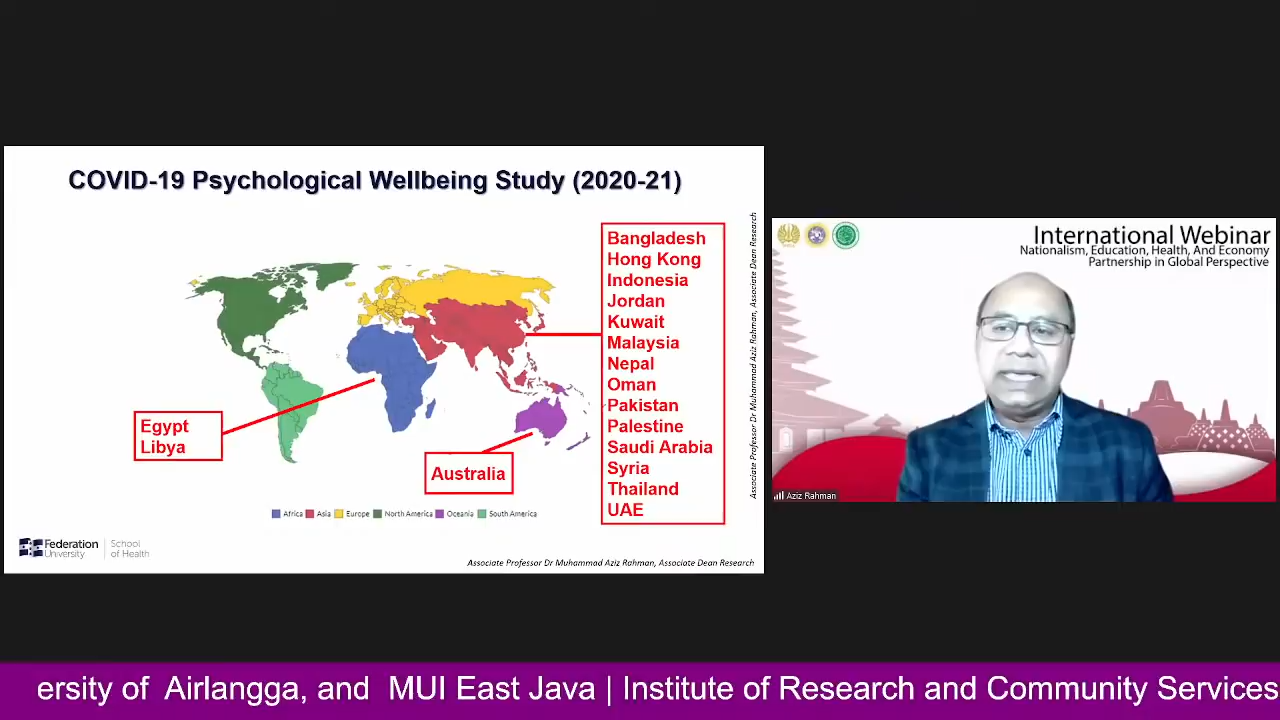 COVID-19 Psychological Wellbeing Study (2020-21)
Bangladesh
Hong Kong
Indonesia
Jordan
Kuwait
Malaysia
Nepal
Oman
Pakistan
Palestine
Saudi Arabia
Syria
Thailand
UAE
Egypt
Libya
Australia
Africa Asia Europe North America Oceania South America
Federation University
School of Health
Associate Professor Dr Muhammad Aziz Rahman, Associate Dean Research
Associate Professor Dr Muhammad Aziz Rahman, Associate Dean Research
International Webinar
Nationalism, Education, Health, And Economy
Partnership in Global Perspective
Aziz Rahman
ersity of Airlangga, and MUI East Java | Institute of Research and Community Services